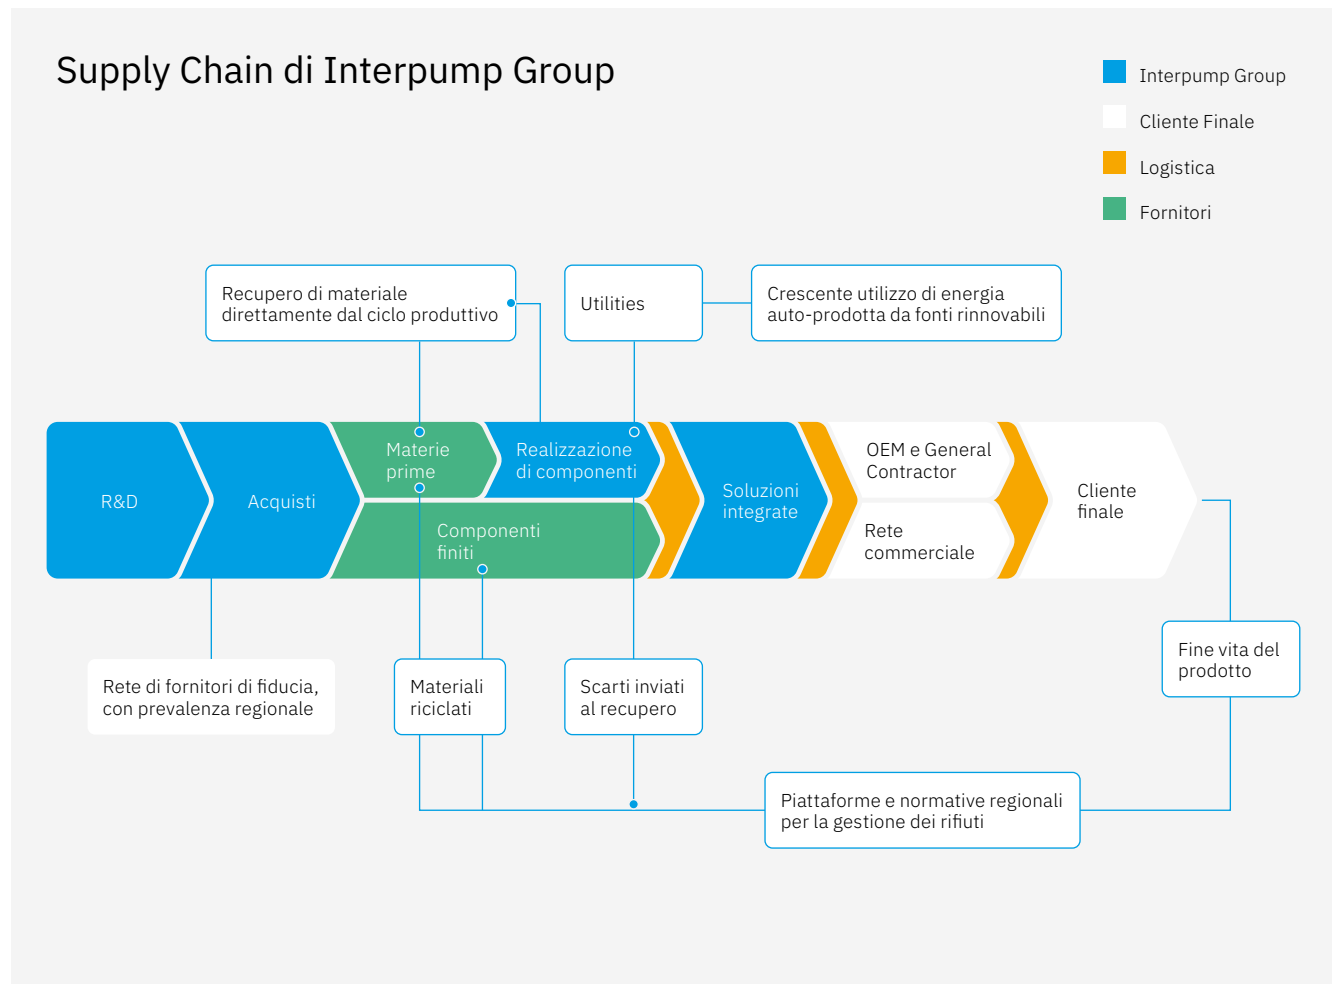 Supply Chain di Interpump Group
Interpump Group
Cliente Finale
Logistica
Fornitori
Recupero di materiale
direttamente dal ciclo produttivo
Utilities
Crescente utilizzo di energia
auto-prodotta da fonti rinnovabili
R&D
Acquisti
Materie
prime
Realizzazione
di componenti
Componenti
finiti
Soluzioni
integrate
OEM e General
Contractor
Rete
commerciale
Cliente
finale
Rete di fornitori di fiducia,
con prevalenza regionale
Materiali
riciclati
Scarti inviati
al recupero
Fine vita del
prodotto
Piattaforme e normative regionali
per la gestione dei rifiuti